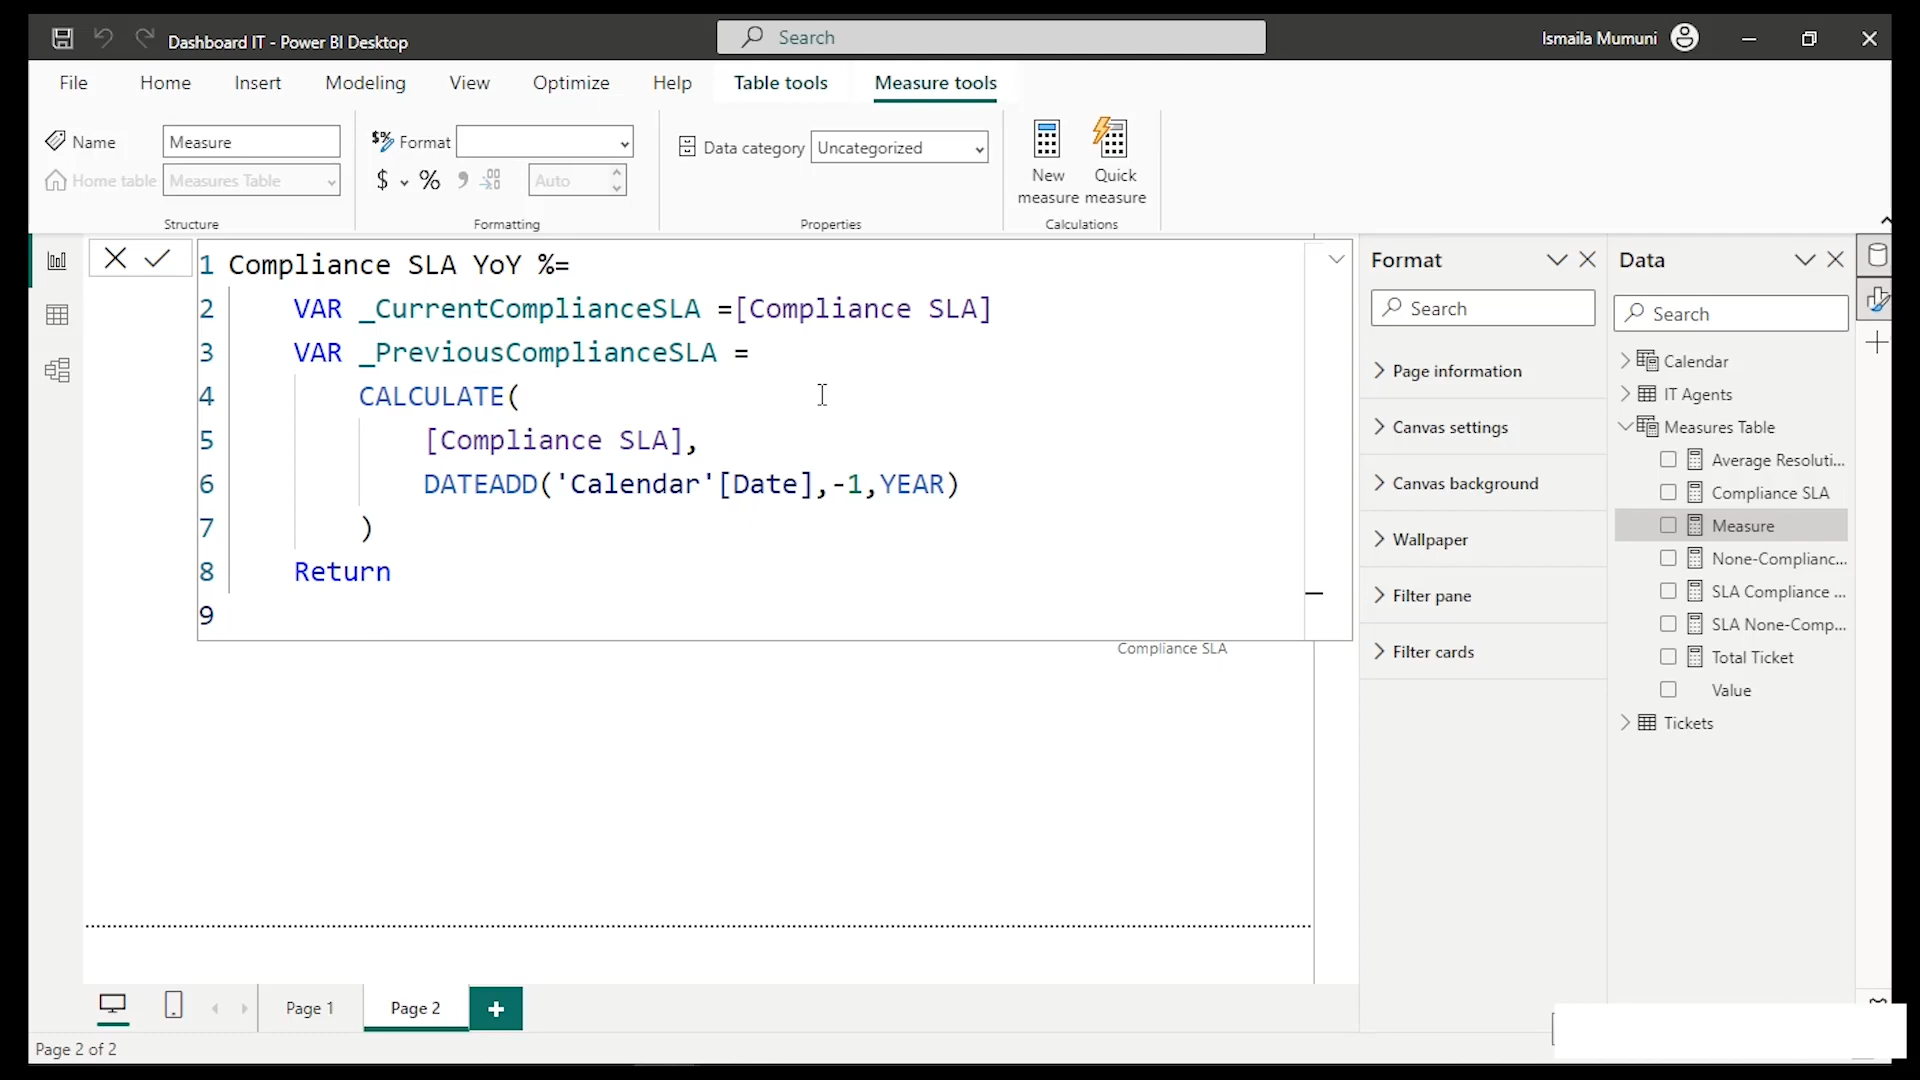 Dashboard IT - Power BI Desktop
Search
Ismaila Mumuni
File Home Insert Modeling View Optimize Help Table tools Measure tools
Name Measure
Home table Measures Table
Structure
$% Format
$ % Auto
Formatting
Data category Uncategorized
Properties
New measure
Quick measure
Calculations
1 Compliance SLA YoY %=
2 VAR _CurrentComplianceSLA =[Compliance SLA]
3 VAR _PreviousComplianceSLA =
4 CALCULATE(
5 [Compliance SLA],
6 DATEADD('Calendar'[Date],-1,YEAR)
7 )
8 Return
9
Compliance SLA
Format
Search
Page information
Canvas settings
Canvas background
Wallpaper
Filter pane
Filter cards
Data
Search
Calendar
IT Agents
Measures Table
Average Resoluti...
Compliance SLA
Measure
None-Complianc...
SLA Compliance ...
SLA None-Comp...
Total Ticket
Value
Tickets
Page 1 Page 2 +
Page 2 of 2